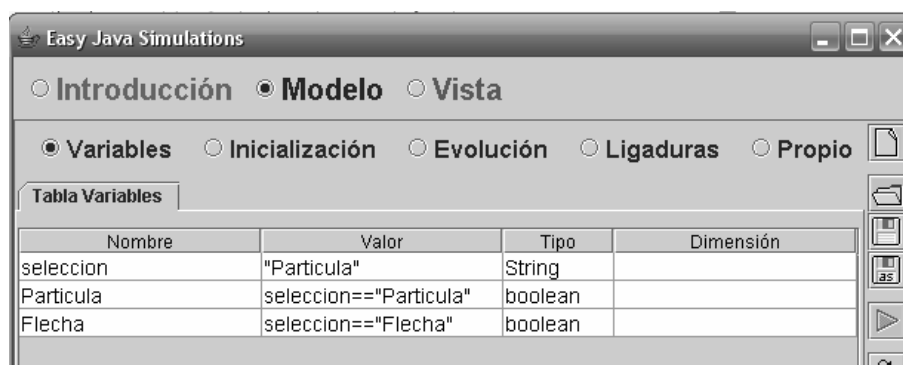 Easy Java Simulations
Introducción Modelo Vista
Variables Inicialización Evolución Ligaduras Propio
Tabla Variables
Nombre Valor Tipo Dimensión
seleccion "Particula" String
Particula seleccion=="Particula" boolean
Flecha seleccion=="Flecha" boolean
as